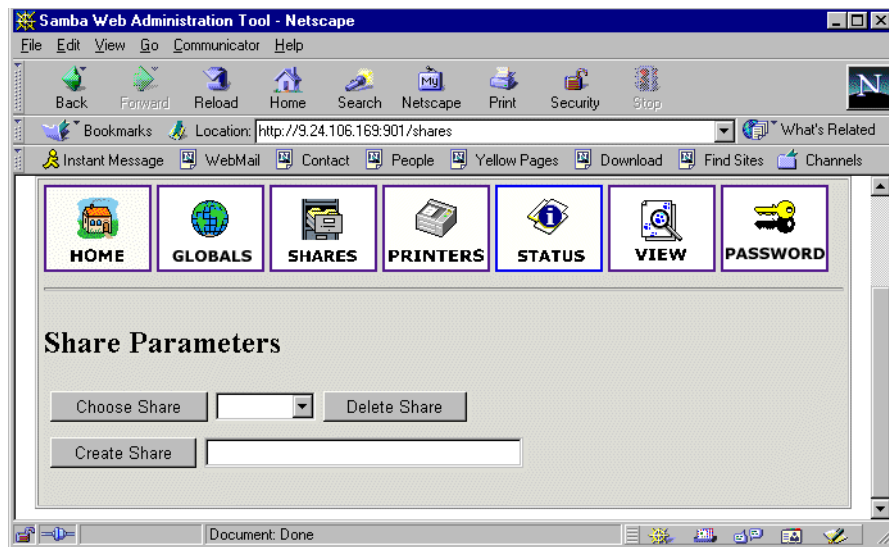 Samba Web Administration Tool - Netscape
File Edit View Go Communicator Help
My
Back Forward Reload Home Search Netscape Print Security Stop
N
Bookmarks Location: http://9.24.106.169:901/shares What's Related
Instant Message WebMail Contact People Yellow Pages Download Find Sites Channels
HOME GLOBALS SHARES PRINTERS STATUS VIEW PASSWORD
Share Parameters
Choose Share Delete Share
Create Share
Document: Done